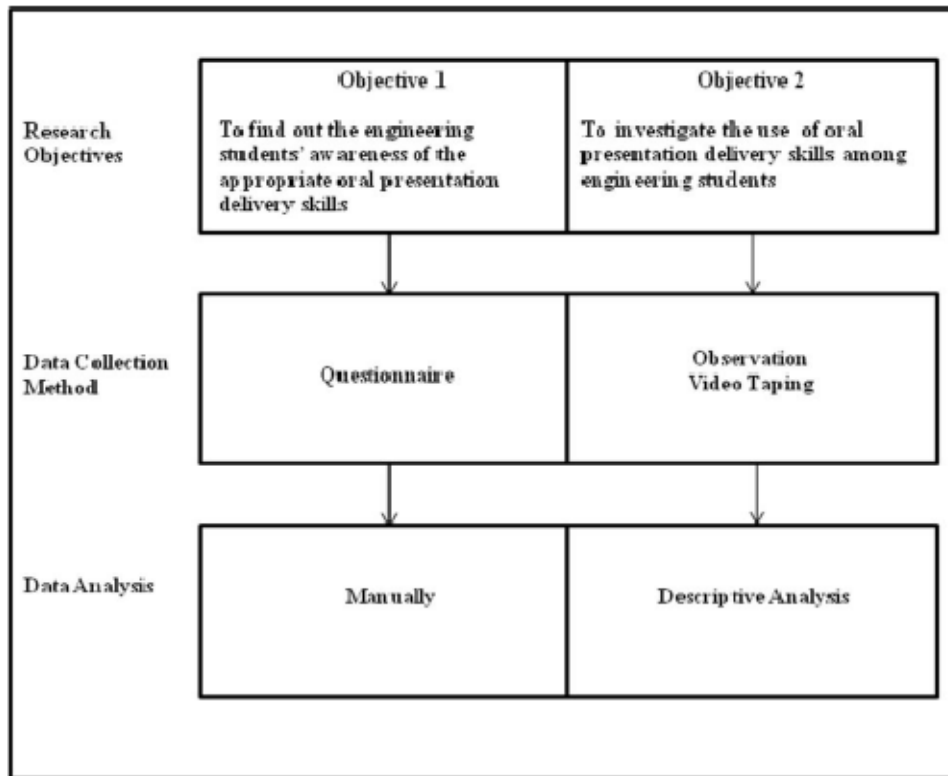 Research
Objectives
Objective 1
To find out the engineering
students' awareness of the
appropriate oral presentation
delivery skills
Objective 2
To investigate the use of oral
presentation delivery skills among
engineering students
Data Collection
Method
Questionnaire
Observation
Video Taping
Data Analysis
Manually
Descriptive Analysis